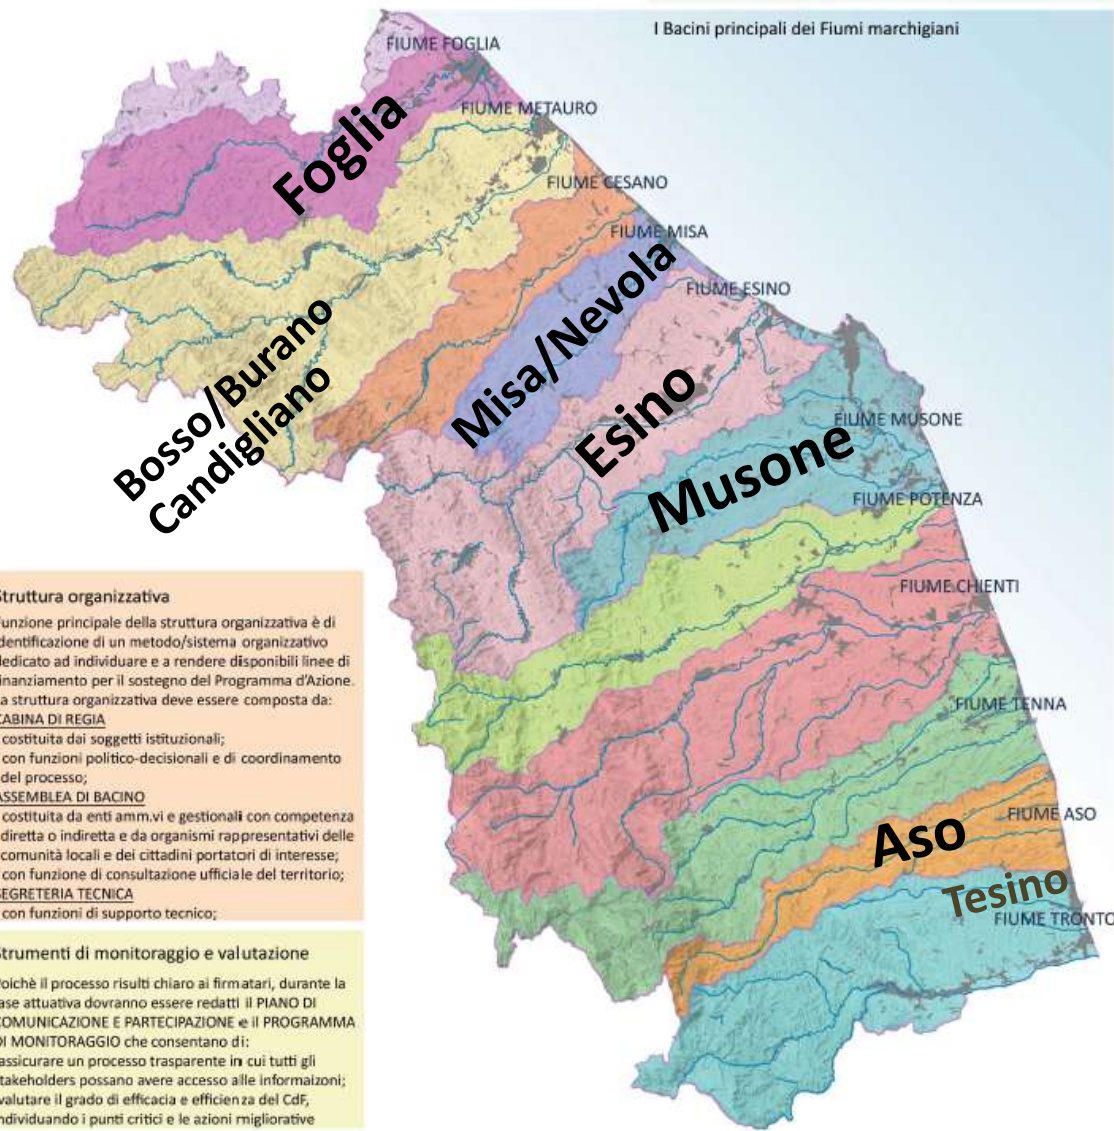 I Bacini principali dei Fiumi marchigiani
FIUME FOGLIA
FIUME METAURO
Foglia
FIUME CESANO
FIUME MISA
Misa/Nevola
FIUME ESINO
Bosso/Burano
Candigliano
Esino
FIUME MUSONE
Musone
FIUME POTENZA
FIUME CHIENTI
FIUME TENNA
FIUME ASO
Aso
Tesino
FIUME TRONTO
Struttura organizzativa
Funzione principale della struttura organizzativa è di
identificazione di un metodo/sistema organizzativo
dedicato ad individuare e a rendere disponibili linee di
finanziamento per il sostegno del Programma d'Azione.
a struttura organizzativa deve essere composta da:
CABINA DI REGIA
costituita dai soggetti istituzionali;
con funzioni politico-decisionali e di coordinamento
del processo;
ASSEMBLEA DI BACINO
costituita da enti amm.vi e gestionali con competenza
diretta o indiretta e da organismi rappresentativi delle
comunità locali e dei cittadini portatori di interesse;
con funzione di consultazione ufficiale del territorio;
SEGRETERIA TECNICA
con funzioni di supporto tecnico;
Strumenti di monitoraggio e valutazione
Poichè il processo risulti chiaro ai firmatari, durante la
fase attuativa dovranno essere redatti il PIANO DI
COMUNICAZIONE E PARTECIPAZIONE e il PROGRAMMA
DI MONITORAGGIO che consentano di:
assicurare un processo trasparente in cui tutti gli
stakeholders possano avere accesso alle informaizoni;
valutare il grado di efficacia e efficienza del CdF,
individuando i punti critici e le azioni migliorative